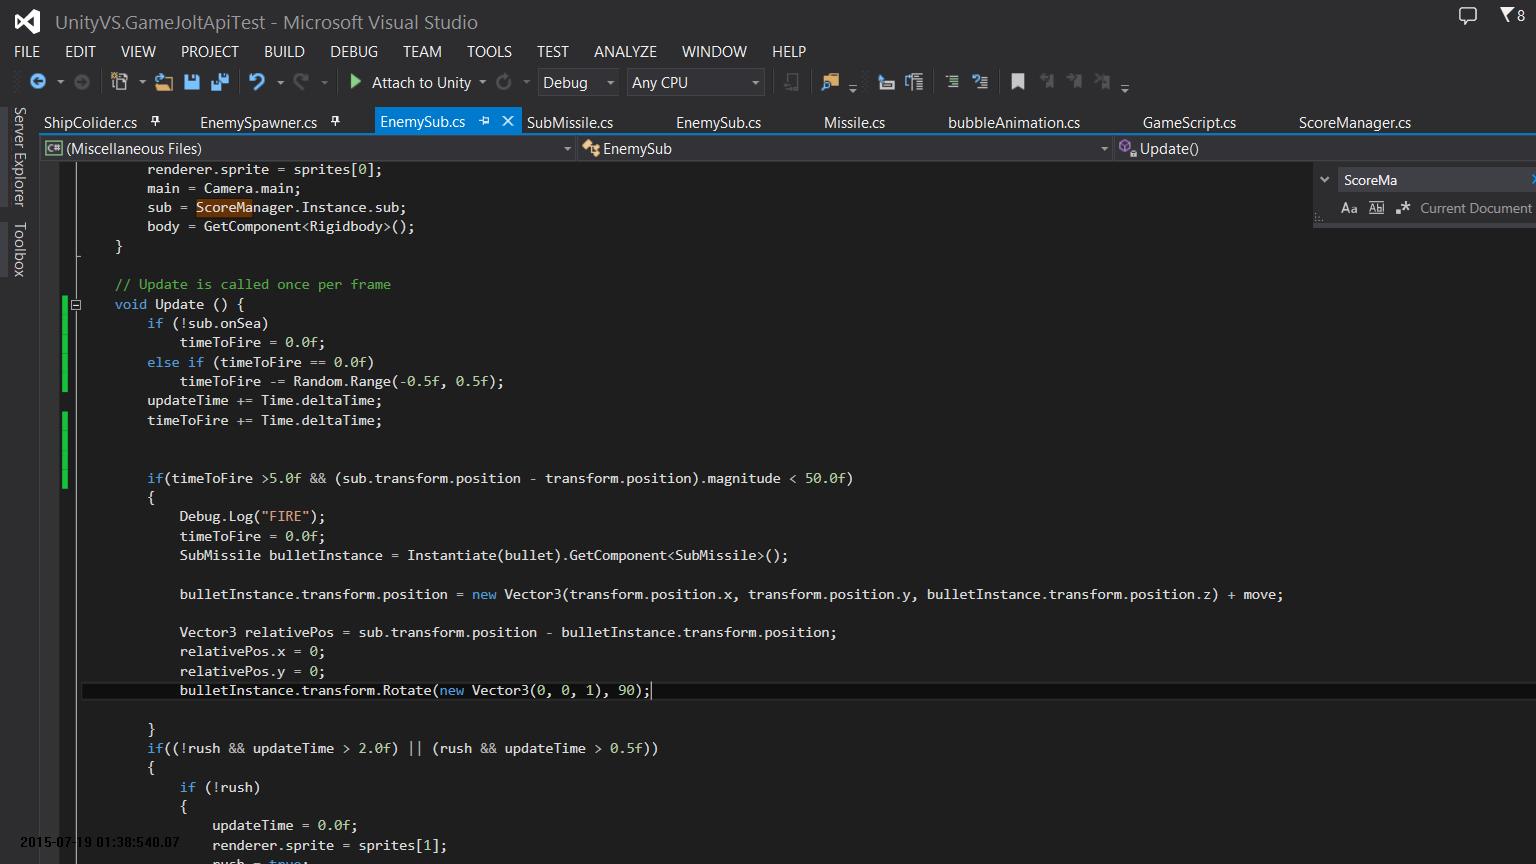 UnityVS.GameJoltApiTest - Microsoft Visual Studio
8
FILE EDIT VIEW PROJECT BUILD DEBUG TEAM TOOLS TEST ANALYZE WINDOW HELP
Attach to Unity Debug Any CPU
Server Explorer
Toolbox
ShipColider.cs EnemySpawner.cs EnemySub.cs SubMissile.cs EnemySub.cs Missile.cs bubbleAnimation.cs GameScript.cs ScoreManager.cs
C# (Miscellaneous Files) EnemySub Update()
ScoreMa
Aa Abl .* Current Document
renderer.sprite = sprites[0];
main = Camera.main;
sub = ScoreManager.Instance.sub;
body = GetComponent<Rigidbody>();
}
// Update is called once per frame
void Update () {
if (!sub.onSea)
timeToFire = 0.0f;
else if (timeToFire == 0.0f)
timeToFire -= Random.Range(-0.5f, 0.5f);
updateTime += Time.deltaTime;
timeToFire += Time.deltaTime;
if(timeToFire >5.0f && (sub.transform.position - transform.position).magnitude < 50.0f)
{
Debug.Log("FIRE");
timeToFire = 0.0f;
SubMissile bulletInstance = Instantiate(bullet).GetComponent<SubMissile>();
bulletInstance.transform.position = new Vector3(transform.position.x, transform.position.y, bulletInstance.transform.position.z) + move;
Vector3 relativePos = sub.transform.position - bulletInstance.transform.position;
relativePos.x = 0;
relativePos.y = 0;
bulletInstance.transform.Rotate(new Vector3(0, 0, 1), 90);
}
if((!rush && updateTime > 2.0f) || (rush && updateTime > 0.5f))
{
if (!rush)
{
updateTime = 0.0f;
renderer.sprite = sprites[1];
rush = true;
2015-07-19 01:38:540.07